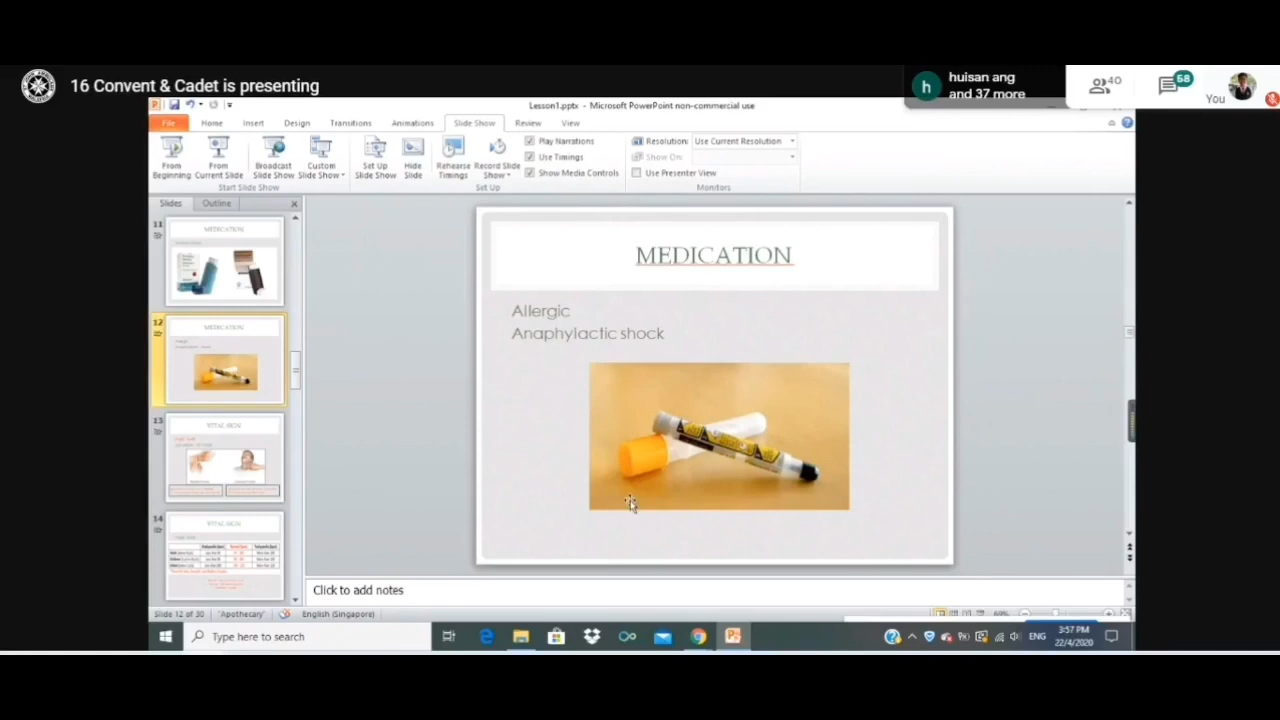 16 Convent & Cadet is presenting
h
huisan ang
and 37 more
40
58
You
Lesson1.pptx - Microsoft PowerPoint non-commercial use
File Home Insert Design Transitions Animations Slide Show Review View
From Beginning
From Current Slide
Broadcast Slide Show
Custom Slide Show
Set Up Slide Show
Hide Slide
Rehearse Timings
Record Slide Show
Play Narrations
Use Timings
Show Media Controls
Resolution: Use Current Resolution
Show On:
Use Presenter View
Start Slide Show
Set Up
Monitors
Slides Outline
11
MEDICATION
12
MEDICATION
13
VITAL SIGN
14
VITAL SIGN
MEDICATION
Allergic
Anaphylactic shock
Click to add notes
Slide 12 of 30 "Apothecary" English (Singapore)
69%
Type here to search
ENG
3:57 PM
22/4/2020